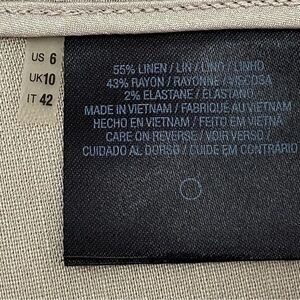 US 6
UK 10
IT 42
55% LINEN / LIN / LINO / LINHO
43% RAYON / RAYONNE / VISCOSA
2% ELASTANE / ELASTANO
MADE IN VIETNAM / FABRIQUE AU VIETNAM
HECHO EN VIETNAM / FEITO EM VIETNÃ
CARE ON REVERSE / VOIR VERSO /
CUIDADO AL DORSO / CUIDE EM CONTRÁRIO